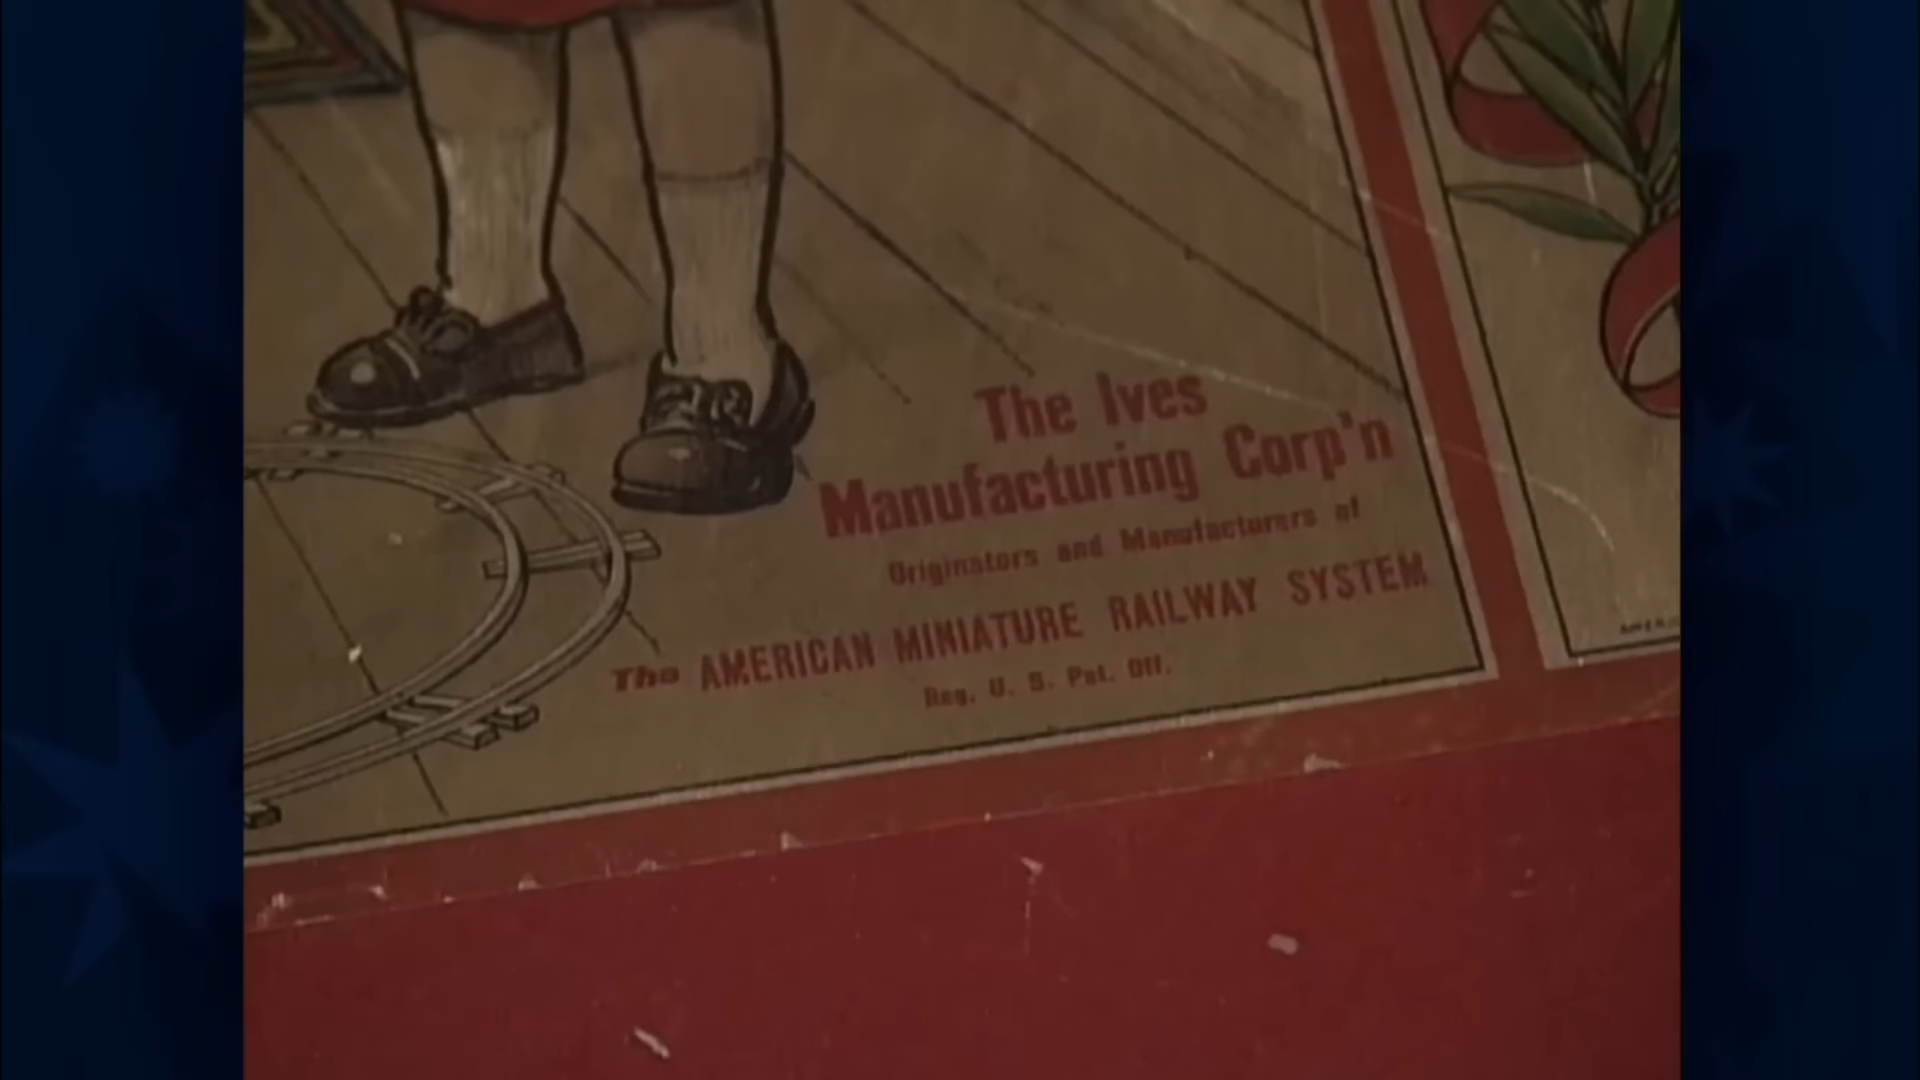 The Ives
Manufacturing Corp'n
Originators and Manufacturers of
The AMERICAN MINIATURE RAILWAY SYSTEM
Reg. U. S. Pat. Off.